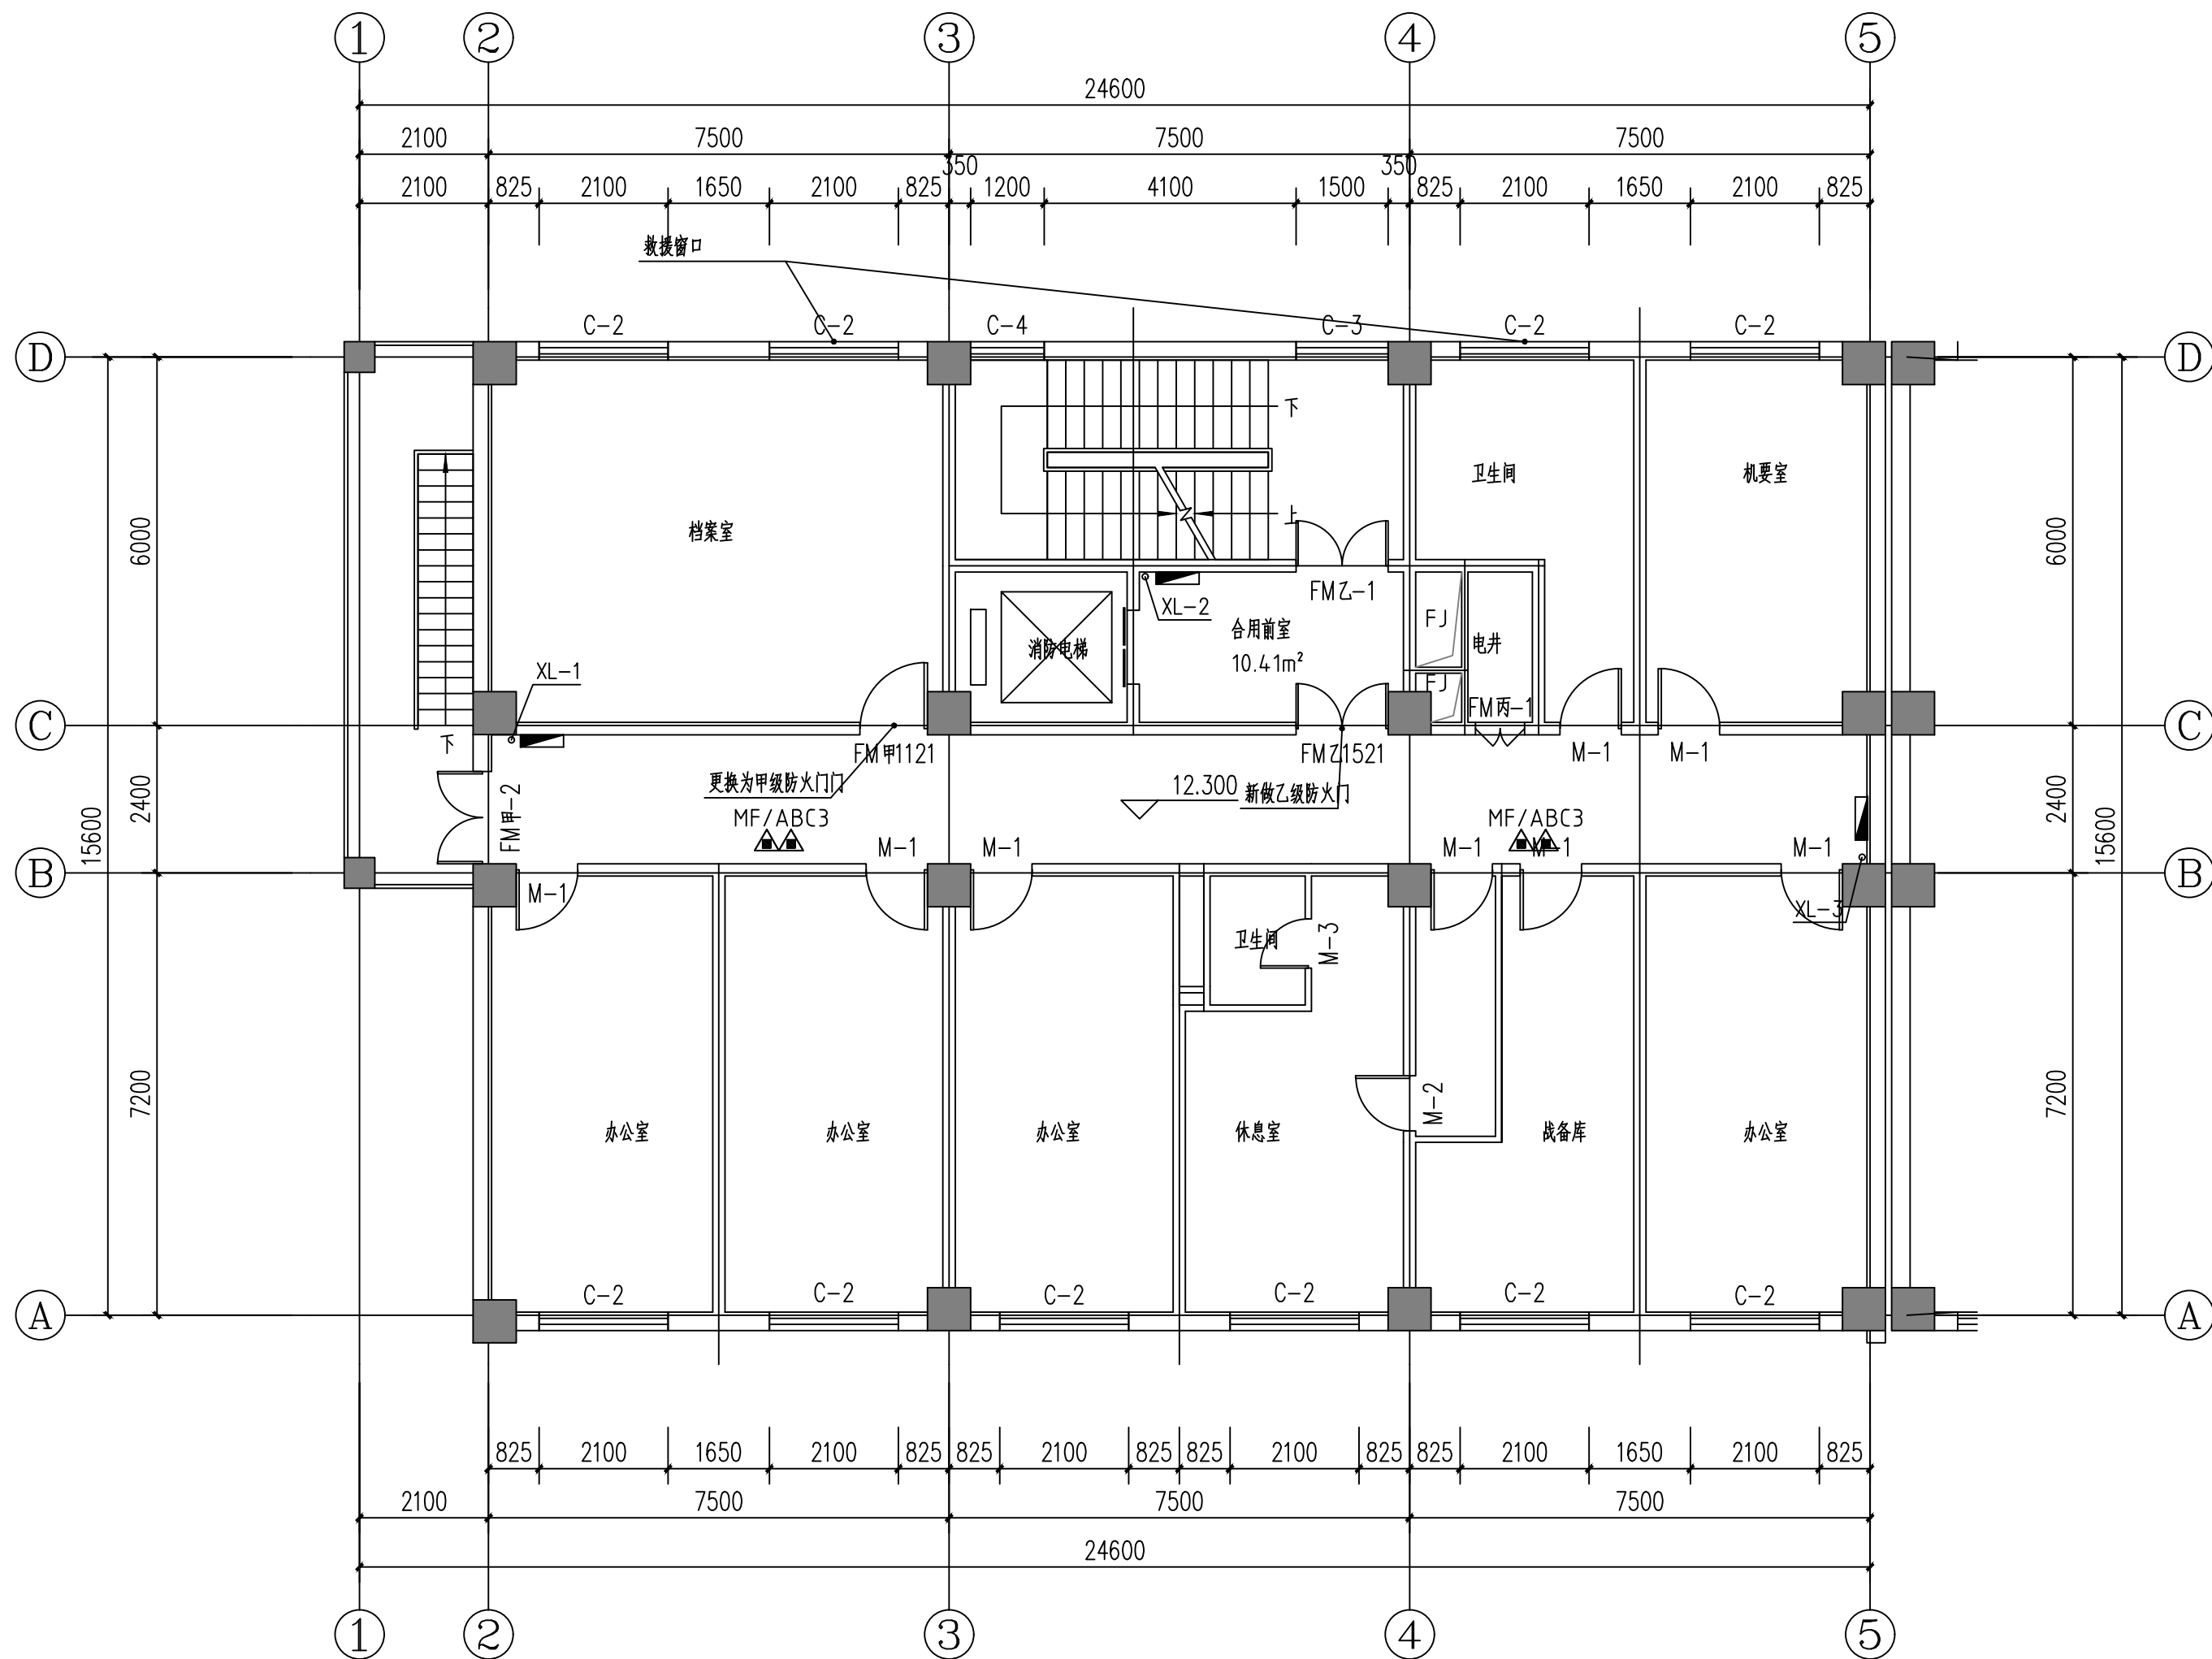 1 2 3 4 5
24600
2100 7500 7500 7500
350 350
2100 825 2100 1650 2100 825 1200 4100 1500 825 2100 1650 2100 825
救援窗口
C-2 C-2 C-4 C-3 C-2 C-2
D D
下
卫生间 机要室
上
档案室
6000 6000
FM乙-1
XL-2
FJ
合用前室
电井
消防电梯
10.41m²
XL-1
FJ
FM丙-1
C C
下
FM甲1121 FM乙1521 M-1 M-1
更换为甲级防火门门
12.300
新做乙级防火门
2400 2400
15600 15600
FM甲-2
MF/ABC3 MF/ABC3
M-1 M-1 M-1 M-1 M-1
B B
M-1
XL-3
卫生间
M-3
7200 7200
M-2
办公室 办公室 办公室 休息室 战备库 办公室
C-2 C-2 C-2 C-2 C-2 C-2
A A
825 2100 1650 2100 825 825 2100 825 825 2100 825 825 2100 1650 2100 825
2100 7500 7500 7500
24600
1 2 3 4 5